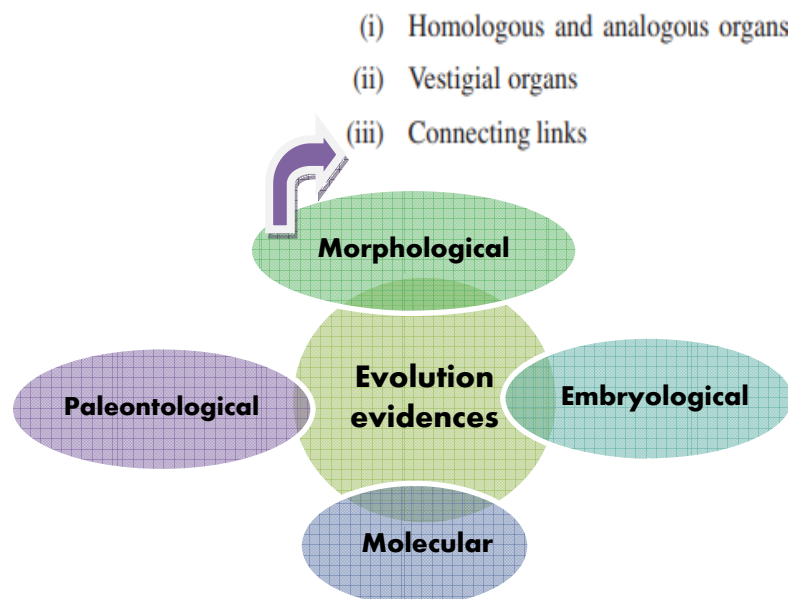 (i) Homologous and analogous organs
(ii) Vestigial organs
(iii) Connecting links
Morphological
Evolution
evidences
Paleontological
Embryological
Molecular